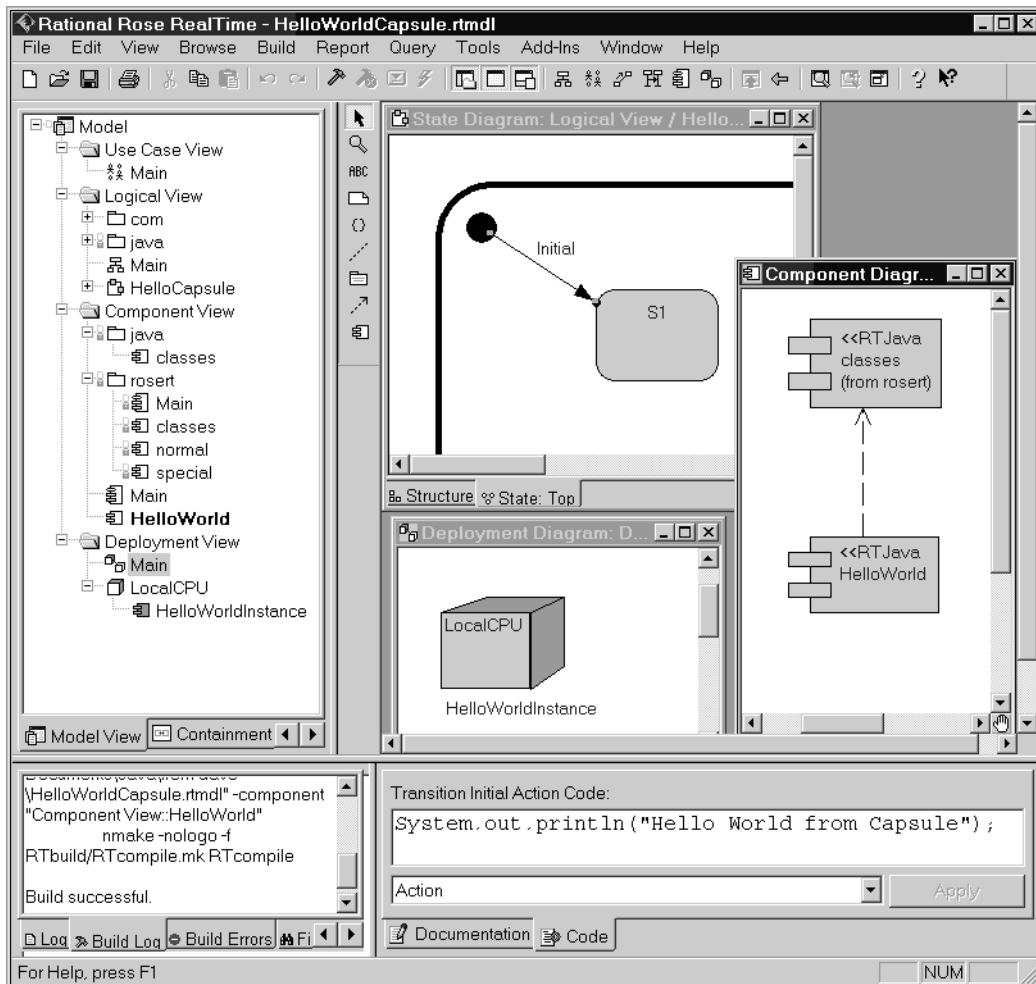 Rational Rose RealTime - HelloWorldCapsule.rtmdl
File Edit View Browse Build Report Query Tools Add-Ins Window Help
Model
Use Case View
Main
Logical View
com
java
Main
HelloCapsule
Component View
java
classes
rosert
Main
classes
normal
special
Main
HelloWorld
Deployment View
Main
LocalCPU
HelloWorldInstance
Model View Containment
ABC
State Diagram: Logical View / Hello...
Initial
S1
Structure State: Top
Deployment Diagram: D...
LocalCPU
HelloWorldInstance
Component Diagr...
<<RTJava
classes
(from rosert)
<<RTJava
HelloWorld
\HelloWorldCapsule.rtmdl" -component
"Component View::HelloWorld"
nmake -nologo -f
RTbuild/RTcompile.mk RTcompile
Build successful.
Log Build Log Build Errors Fi
Transition Initial Action Code:
System.out.println("Hello World from Capsule");
Action Apply
Documentation Code
For Help, press F1
NUM